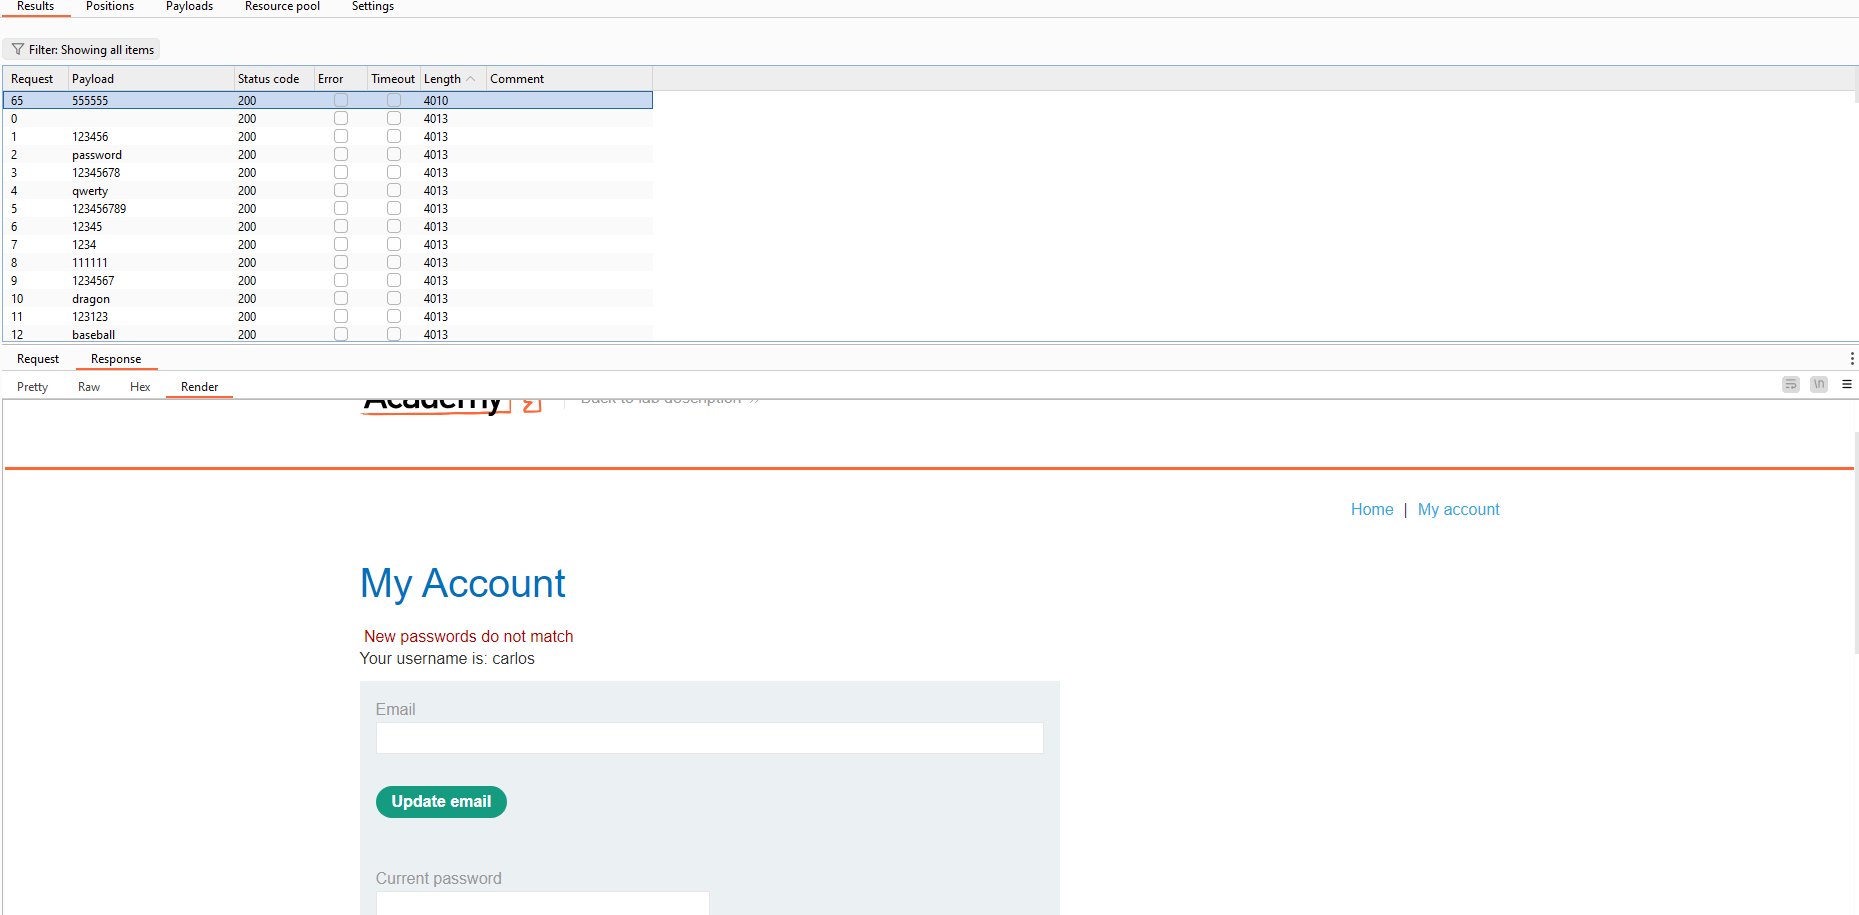 Results Positions Payloads Resource pool Settings
Filter: Showing all items
Request Payload Status code Error Timeout Length Comment
65 555555 200 4010
0 200 4013
1 123456 200 4013
2 password 200 4013
3 12345678 200 4013
4 qwerty 200 4013
5 123456789 200 4013
6 12345 200 4013
7 1234 200 4013
8 111111 200 4013
9 1234567 200 4013
10 dragon 200 4013
11 123123 200 4013
12 baseball 200 4013
Request Response
Pretty Raw Hex Render
\n
Academy Back to lab description »
Home | My account
My Account
New passwords do not match
Your username is: carlos
Email
Update email
Current password